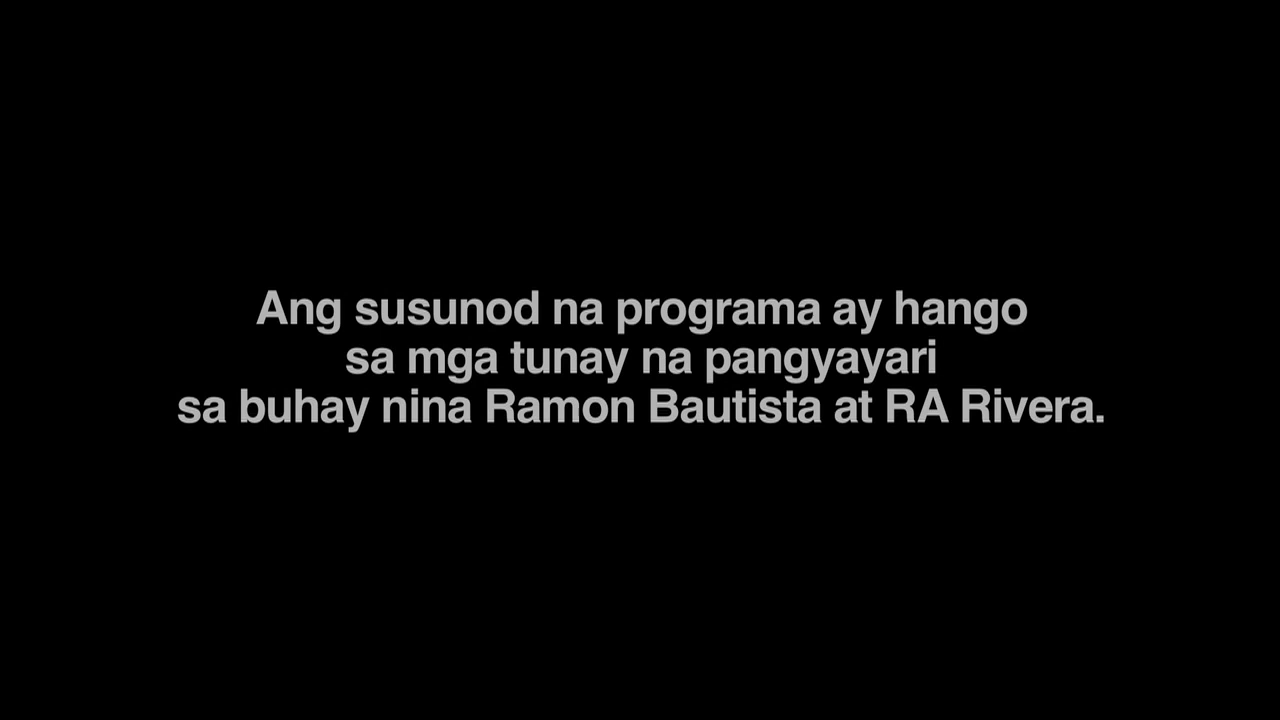 Ang susunod na programa ay hango
sa mga tunay na pangyayari
sa buhay nina Ramon Bautista at RA Rivera.